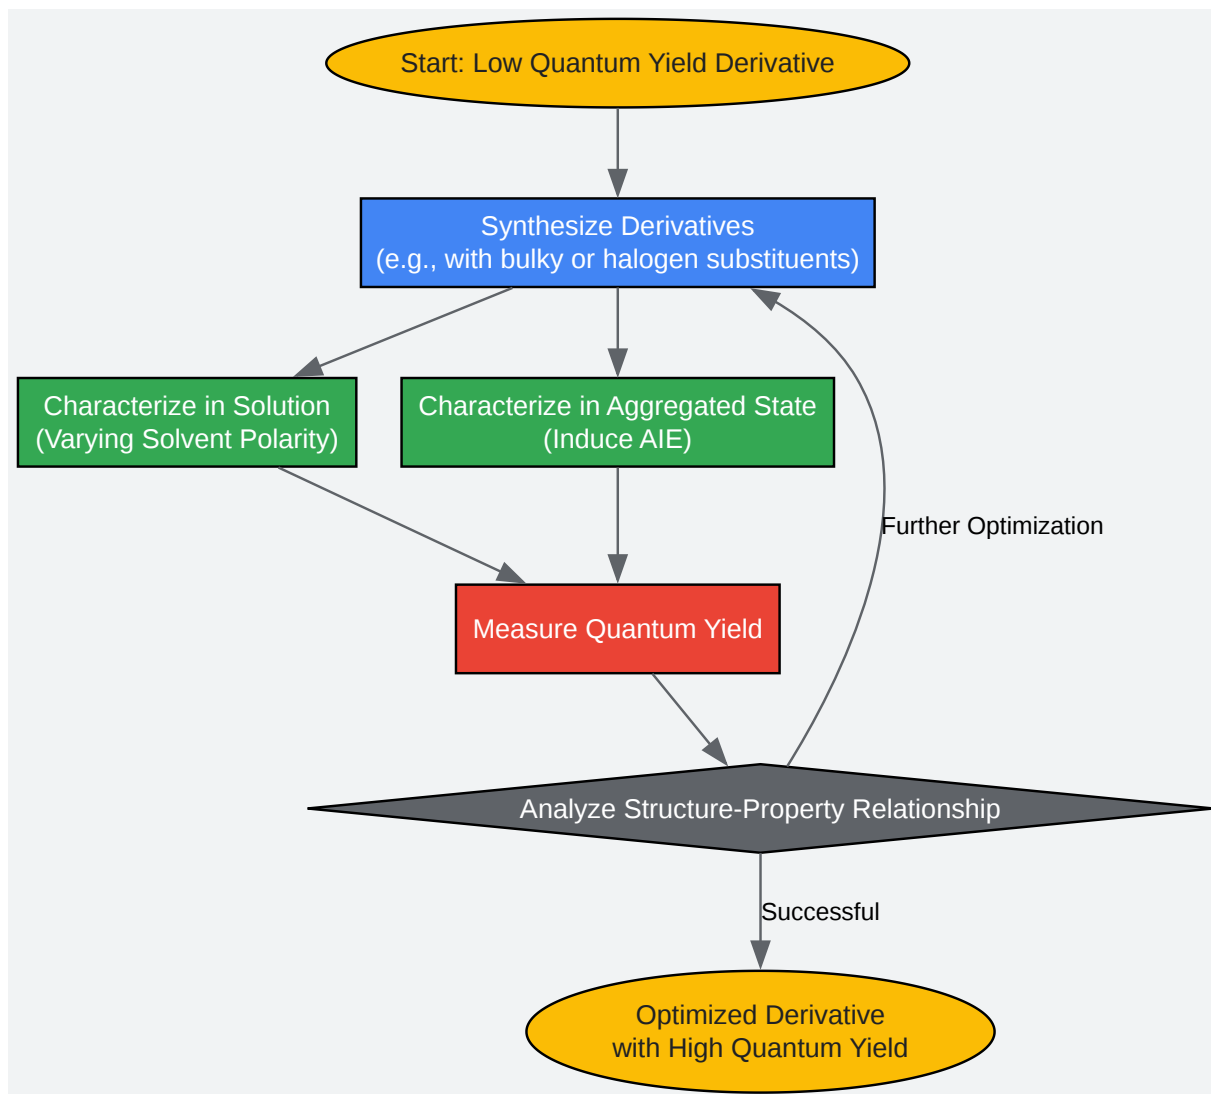 Start: Low Quantum Yield Derivative
Synthesize Derivatives
(e.g., with bulky or halogen substituents)
Characterize in Solution
(Varying Solvent Polarity)
Characterize in Aggregated State
(Induce AIE)
Further Optimization
Measure Quantum Yield
Analyze Structure-Property Relationship
Successful
Optimized Derivative
with High Quantum Yield